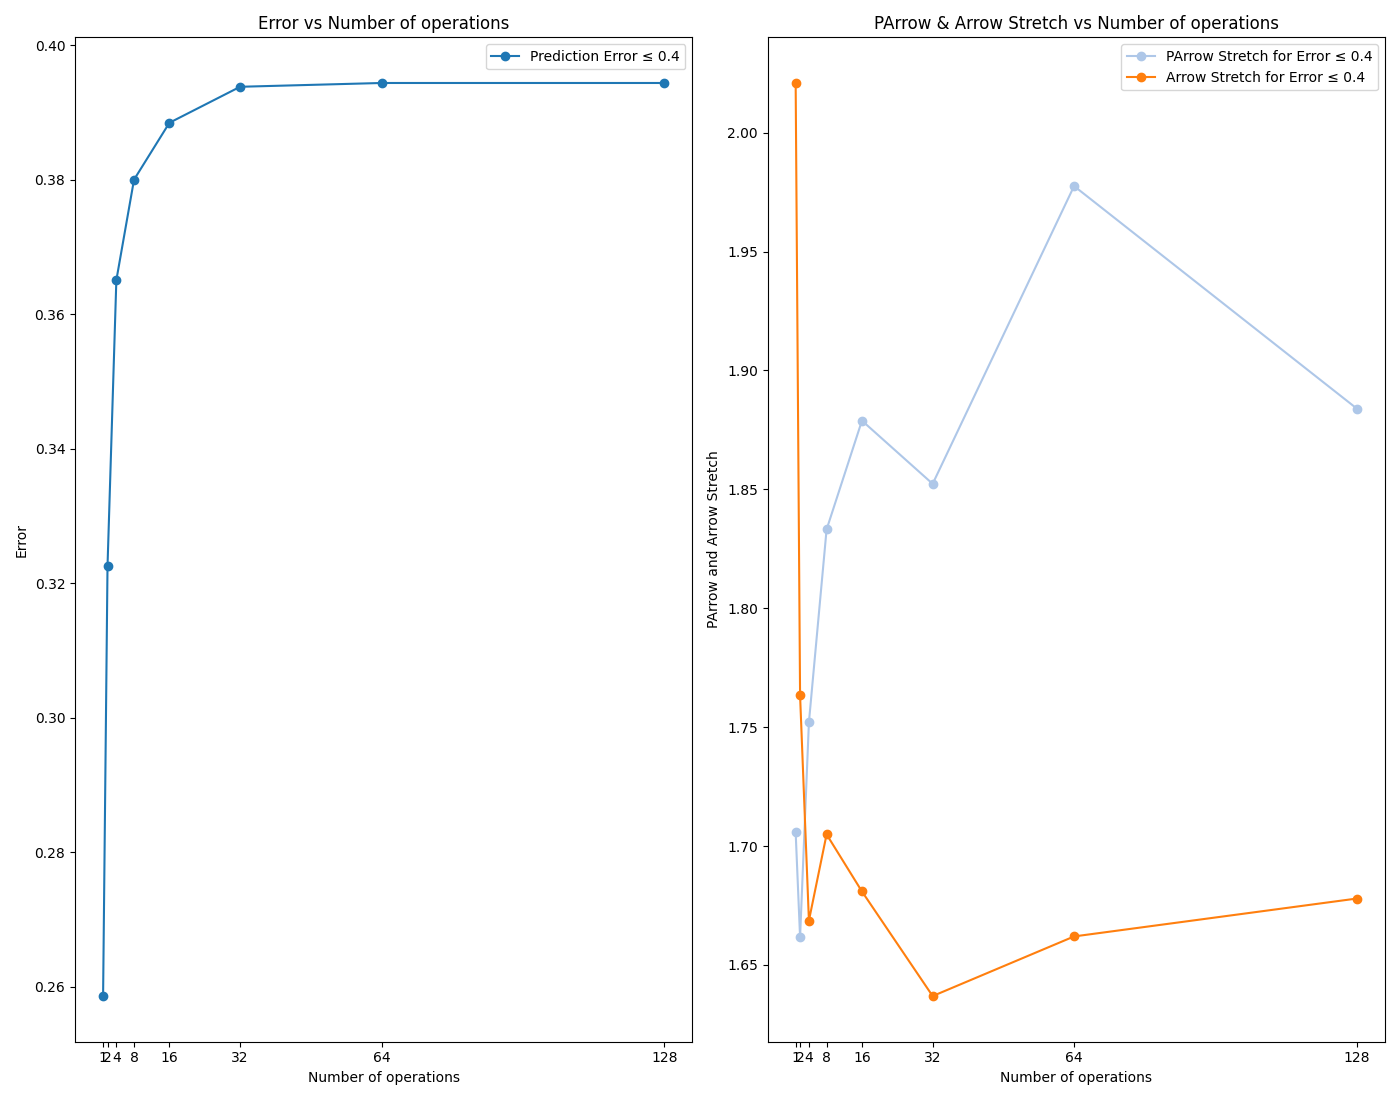 Error vs Number of operations
Prediction Error ≤ 0.4
0.40
0.38
0.36
0.34
0.32
0.30
0.28
0.26
Error
1 2 4 8 16 32 64 128
Number of operations
PArrow & Arrow Stretch vs Number of operations
PArrow Stretch for Error ≤ 0.4
Arrow Stretch for Error ≤ 0.4
2.00
1.95
1.90
1.85
1.80
1.75
1.70
1.65
PArrow and Arrow Stretch
1 2 4 8 16 32 64 128
Number of operations